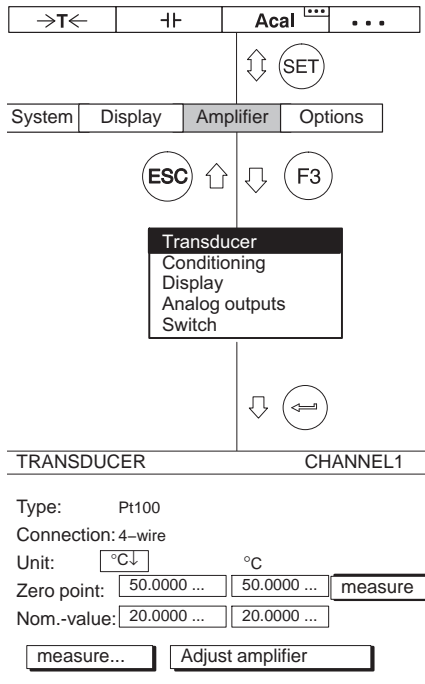 →T← ⊣⊢ Acal ...
SET
System Display Amplifier Options
ESC F3
Transducer
Conditioning
Display
Analog outputs
Switch
TRANSDUCER CHANNEL1
Type: Pt100
Connection: 4–wire
Unit: °C↓ °C
Zero point: 50.0000 ... 50.0000 ... measure
Nom.-value: 20.0000 ... 20.0000 ...
measure... Adjust amplifier